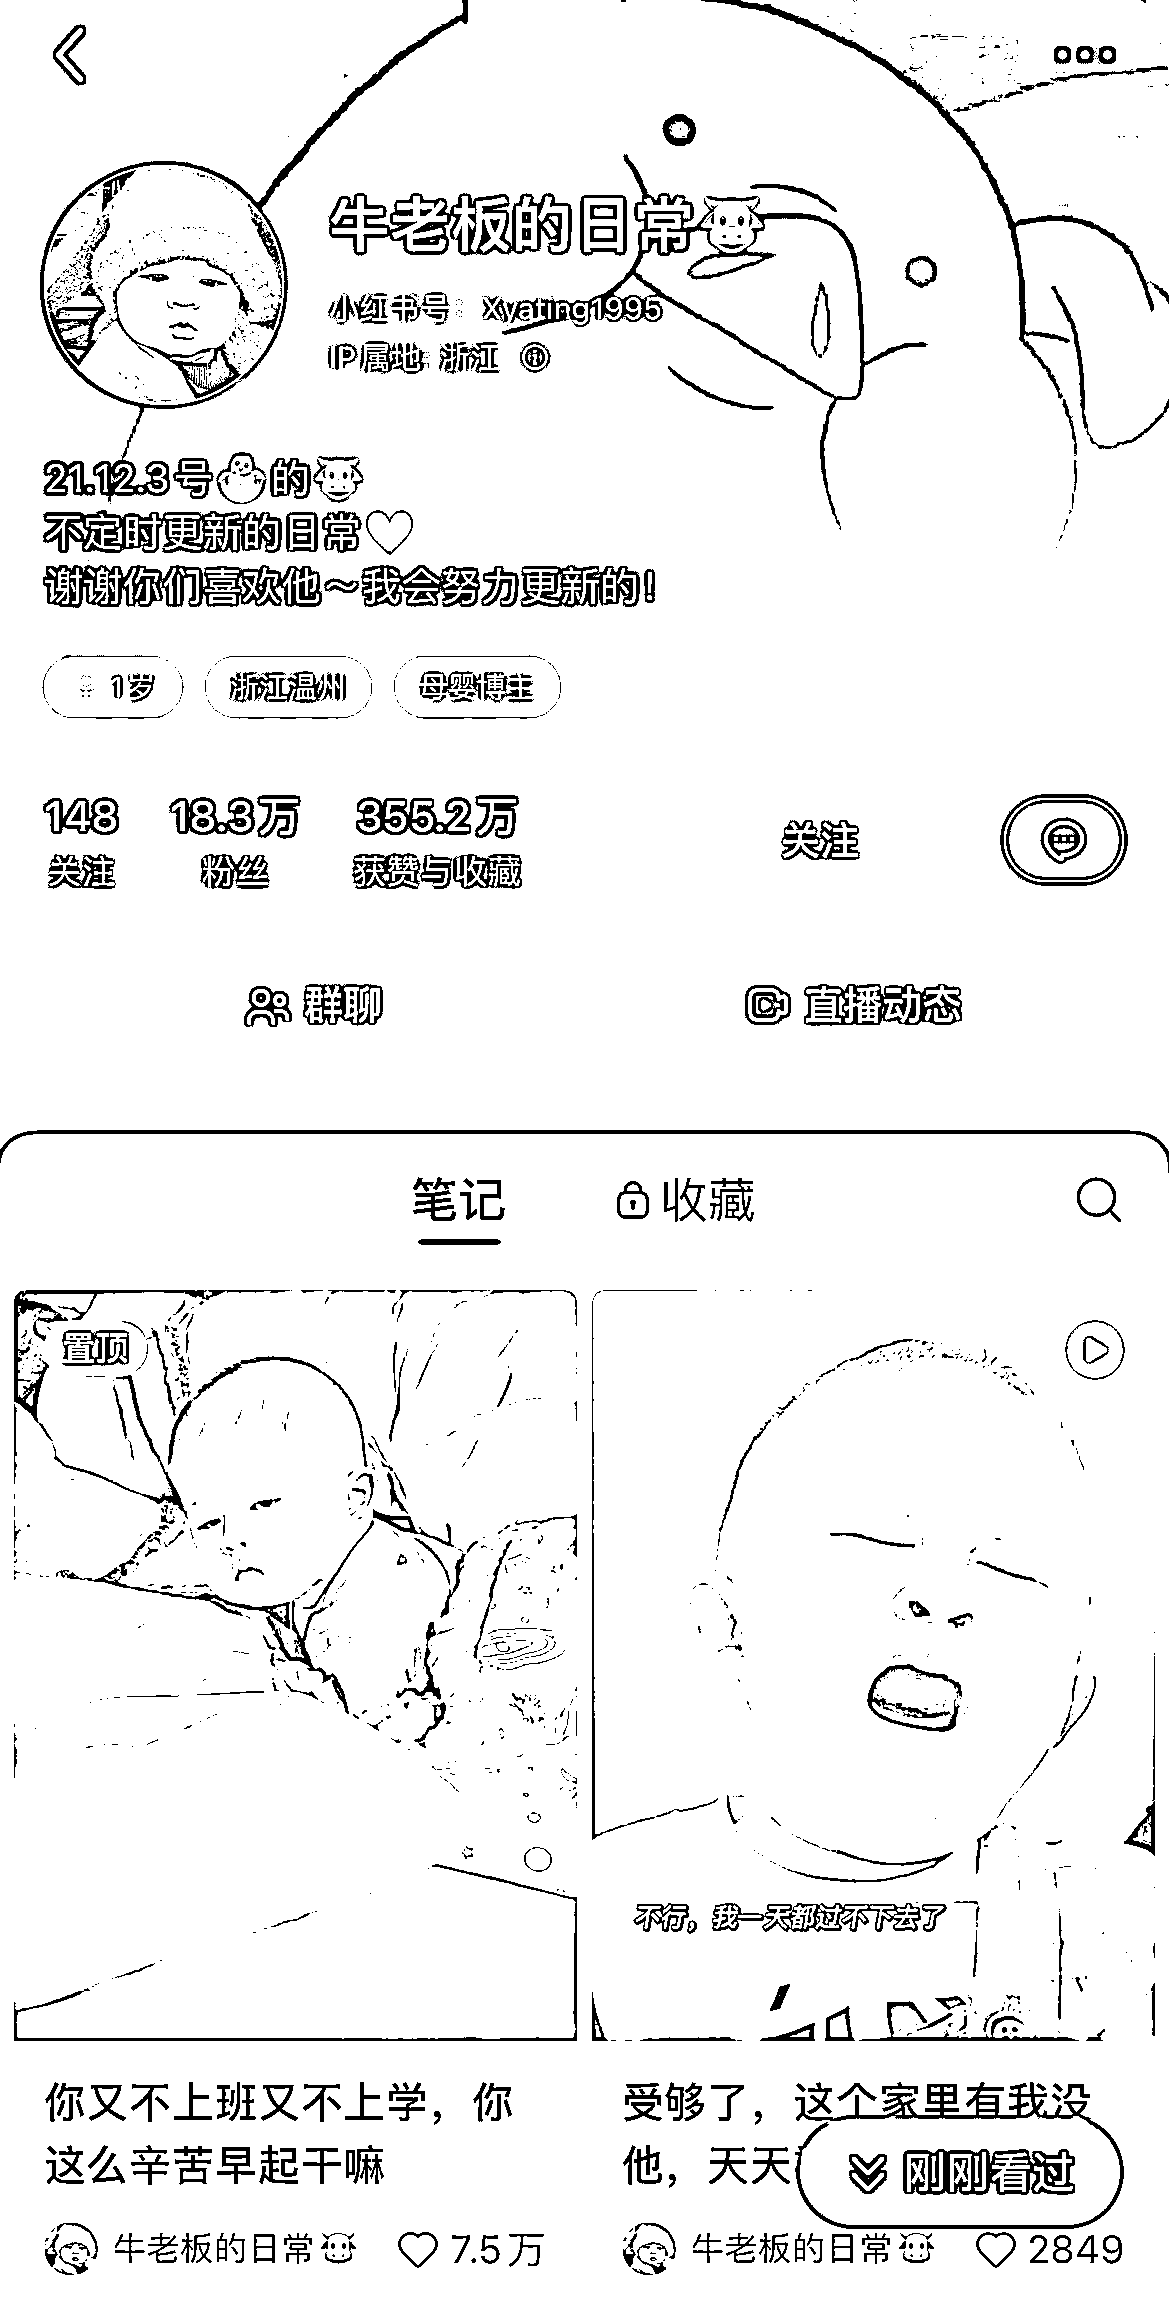 牛老板的日常🐮
小红书号：Xyating1995
IP属地：浙江
21.12.3号🐣的🐮
不定时更新的日常♡
谢谢你们喜欢他～我会努力更新的！
1岁 浙江温州 母婴博主
148 18.3万 355.2万
关注 粉丝 获赞与收藏
关注
群聊 直播动态
笔记 收藏
置顶
不行，我一天都过不下去了
你又不上班又不上学，你
这么辛苦早起干嘛
牛老板的日常🐮 7.5万
受够了，这个家里有我没
他，天天
刚刚看过
牛老板的日常🐮 2849